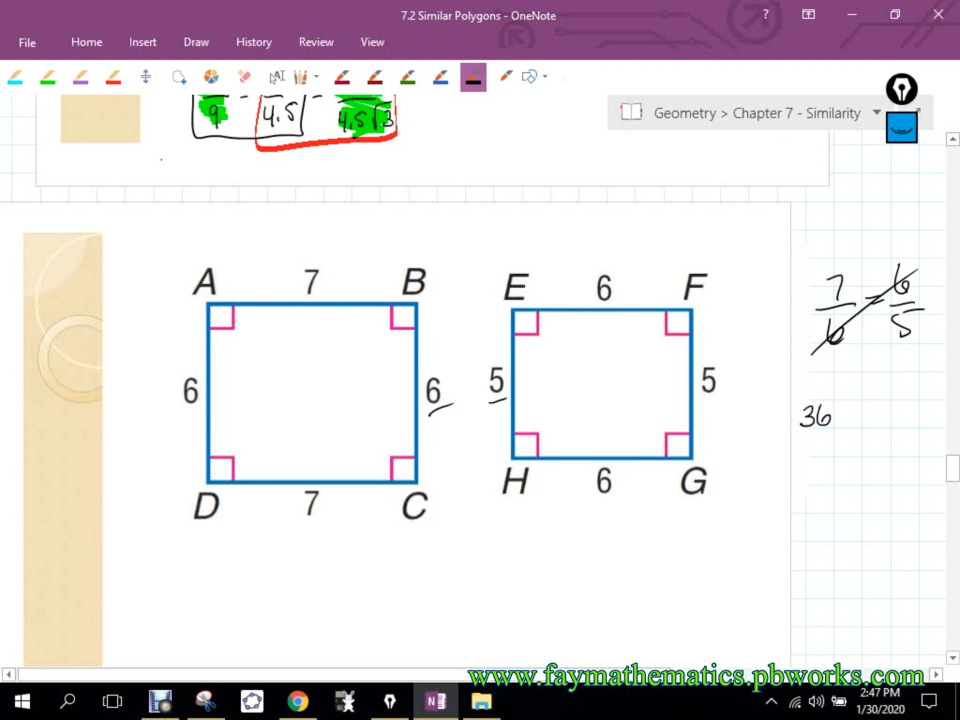 7.2 Similar Polygons - OneNote
?
File Home Insert Draw History Review View
Geometry > Chapter 7 - Similarity
9 4.5 4.5√3
A 7 B
6 6
D 7 C
E 6 F
5 5
H 6 G
7/6 = 6/5
36
www.faymathematics.pbworks.com
2:47 PM
1/30/2020